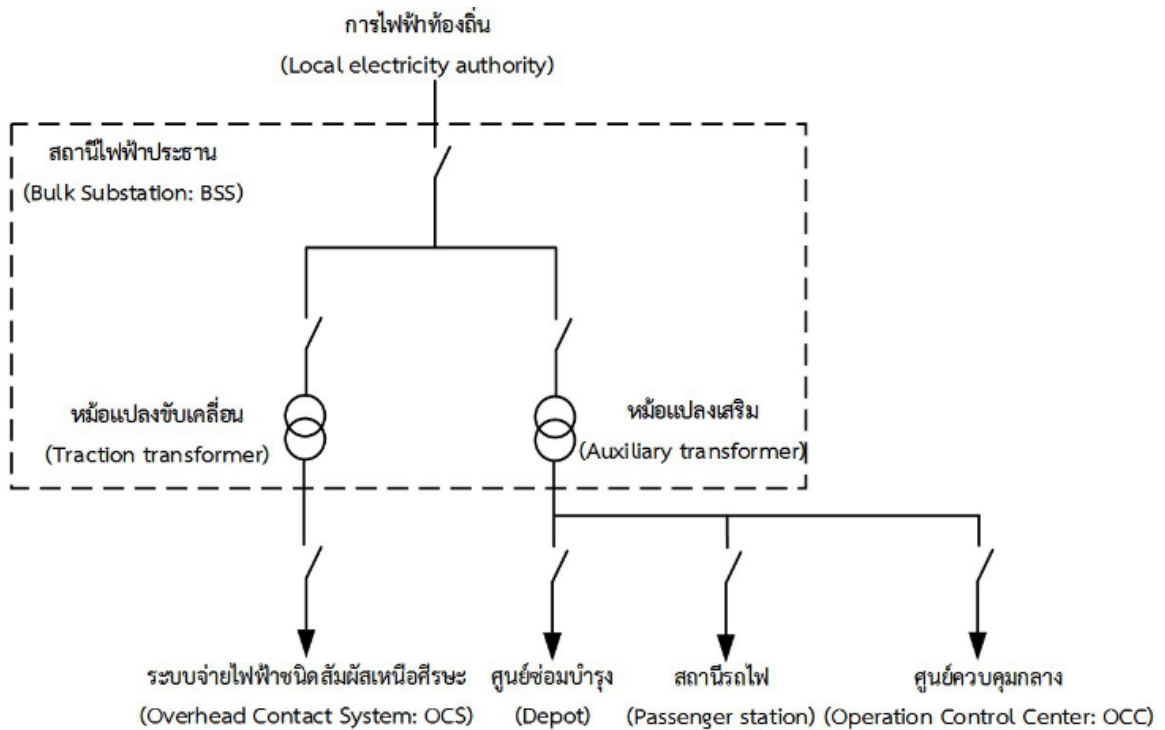 การไฟฟ้าท้องถิ่น
(Local electricity authority)
สถานีไฟฟ้าประธาน
(Bulk Substation: BSS)
หม้อแปลงขับเคลื่อน
(Traction transformer)
หม้อแปลงเสริม
(Auxiliary transformer)
ระบบจ่ายไฟฟ้าชนิดสัมผัสเหนือศีรษะ
(Overhead Contact System: OCS)
ศูนย์ซ่อมบำรุง
(Depot)
สถานีรถไฟ
(Passenger station)
ศูนย์ควบคุมกลาง
(Operation Control Center: OCC)